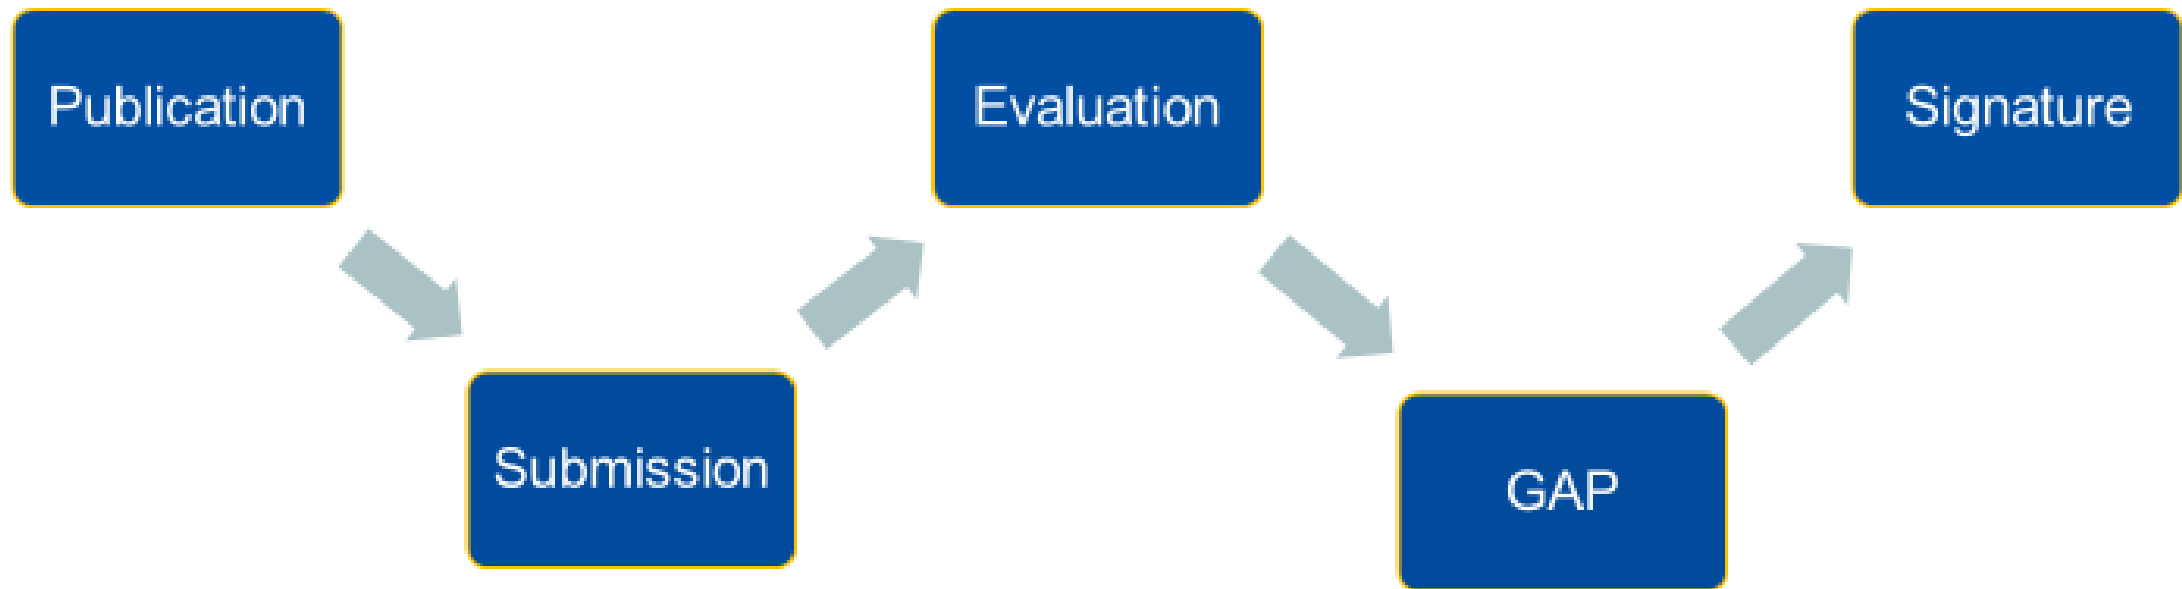 Publication
Submission
Evaluation
GAP
Signature